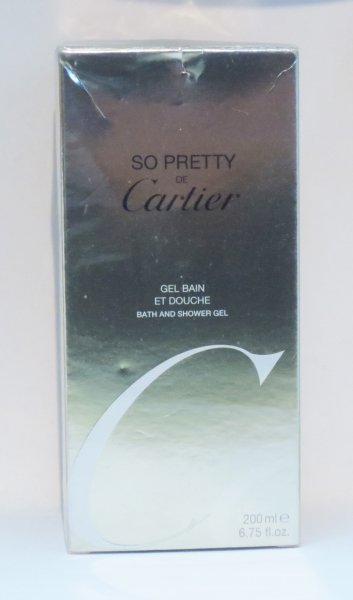 SO PRETTY
DE
Cartier
GEL BAIN
ET DOUCHE
BATH AND SHOWER GEL
C
200 ml ℮
6.75 fl.oz.